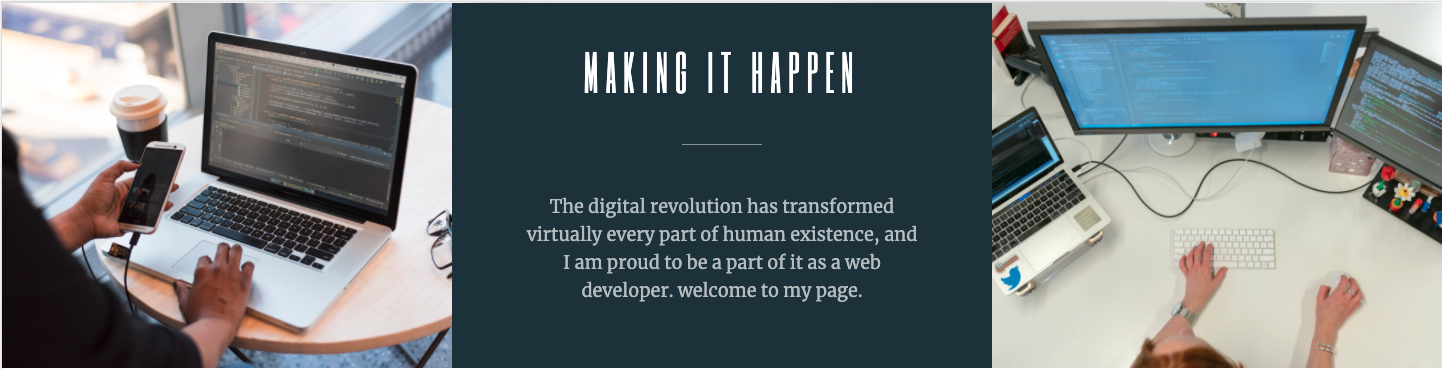 MAKING IT HAPPEN
The digital revolution has transformed
virtually every part of human existence, and
I am proud to be a part of it as a web
developer. welcome to my page.